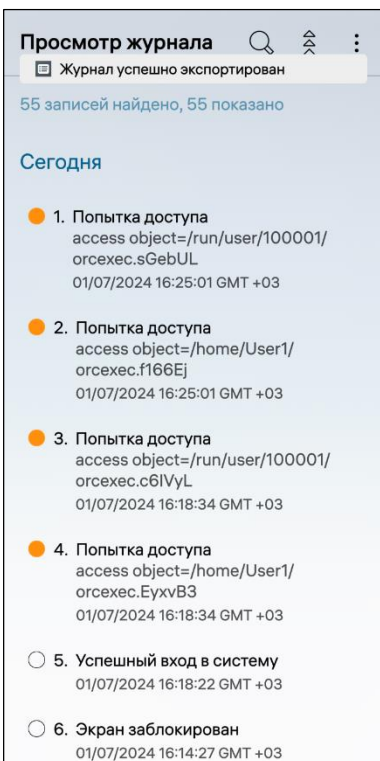 Просмотр журнала
Журнал успешно экспортирован
55 записей найдено, 55 показано
Сегодня
1. Попытка доступа
access object=/run/user/100001/
orcexec.sGebUL
01/07/2024 16:25:01 GMT +03
2. Попытка доступа
access object=/home/User1/
orcexec.f166Ej
01/07/2024 16:25:01 GMT +03
3. Попытка доступа
access object=/run/user/100001/
orcexec.c6IVyL
01/07/2024 16:18:34 GMT +03
4. Попытка доступа
access object=/home/User1/
orcexec.EyxvB3
01/07/2024 16:18:34 GMT +03
5. Успешный вход в систему
01/07/2024 16:18:22 GMT +03
6. Экран заблокирован
01/07/2024 16:14:27 GMT +03